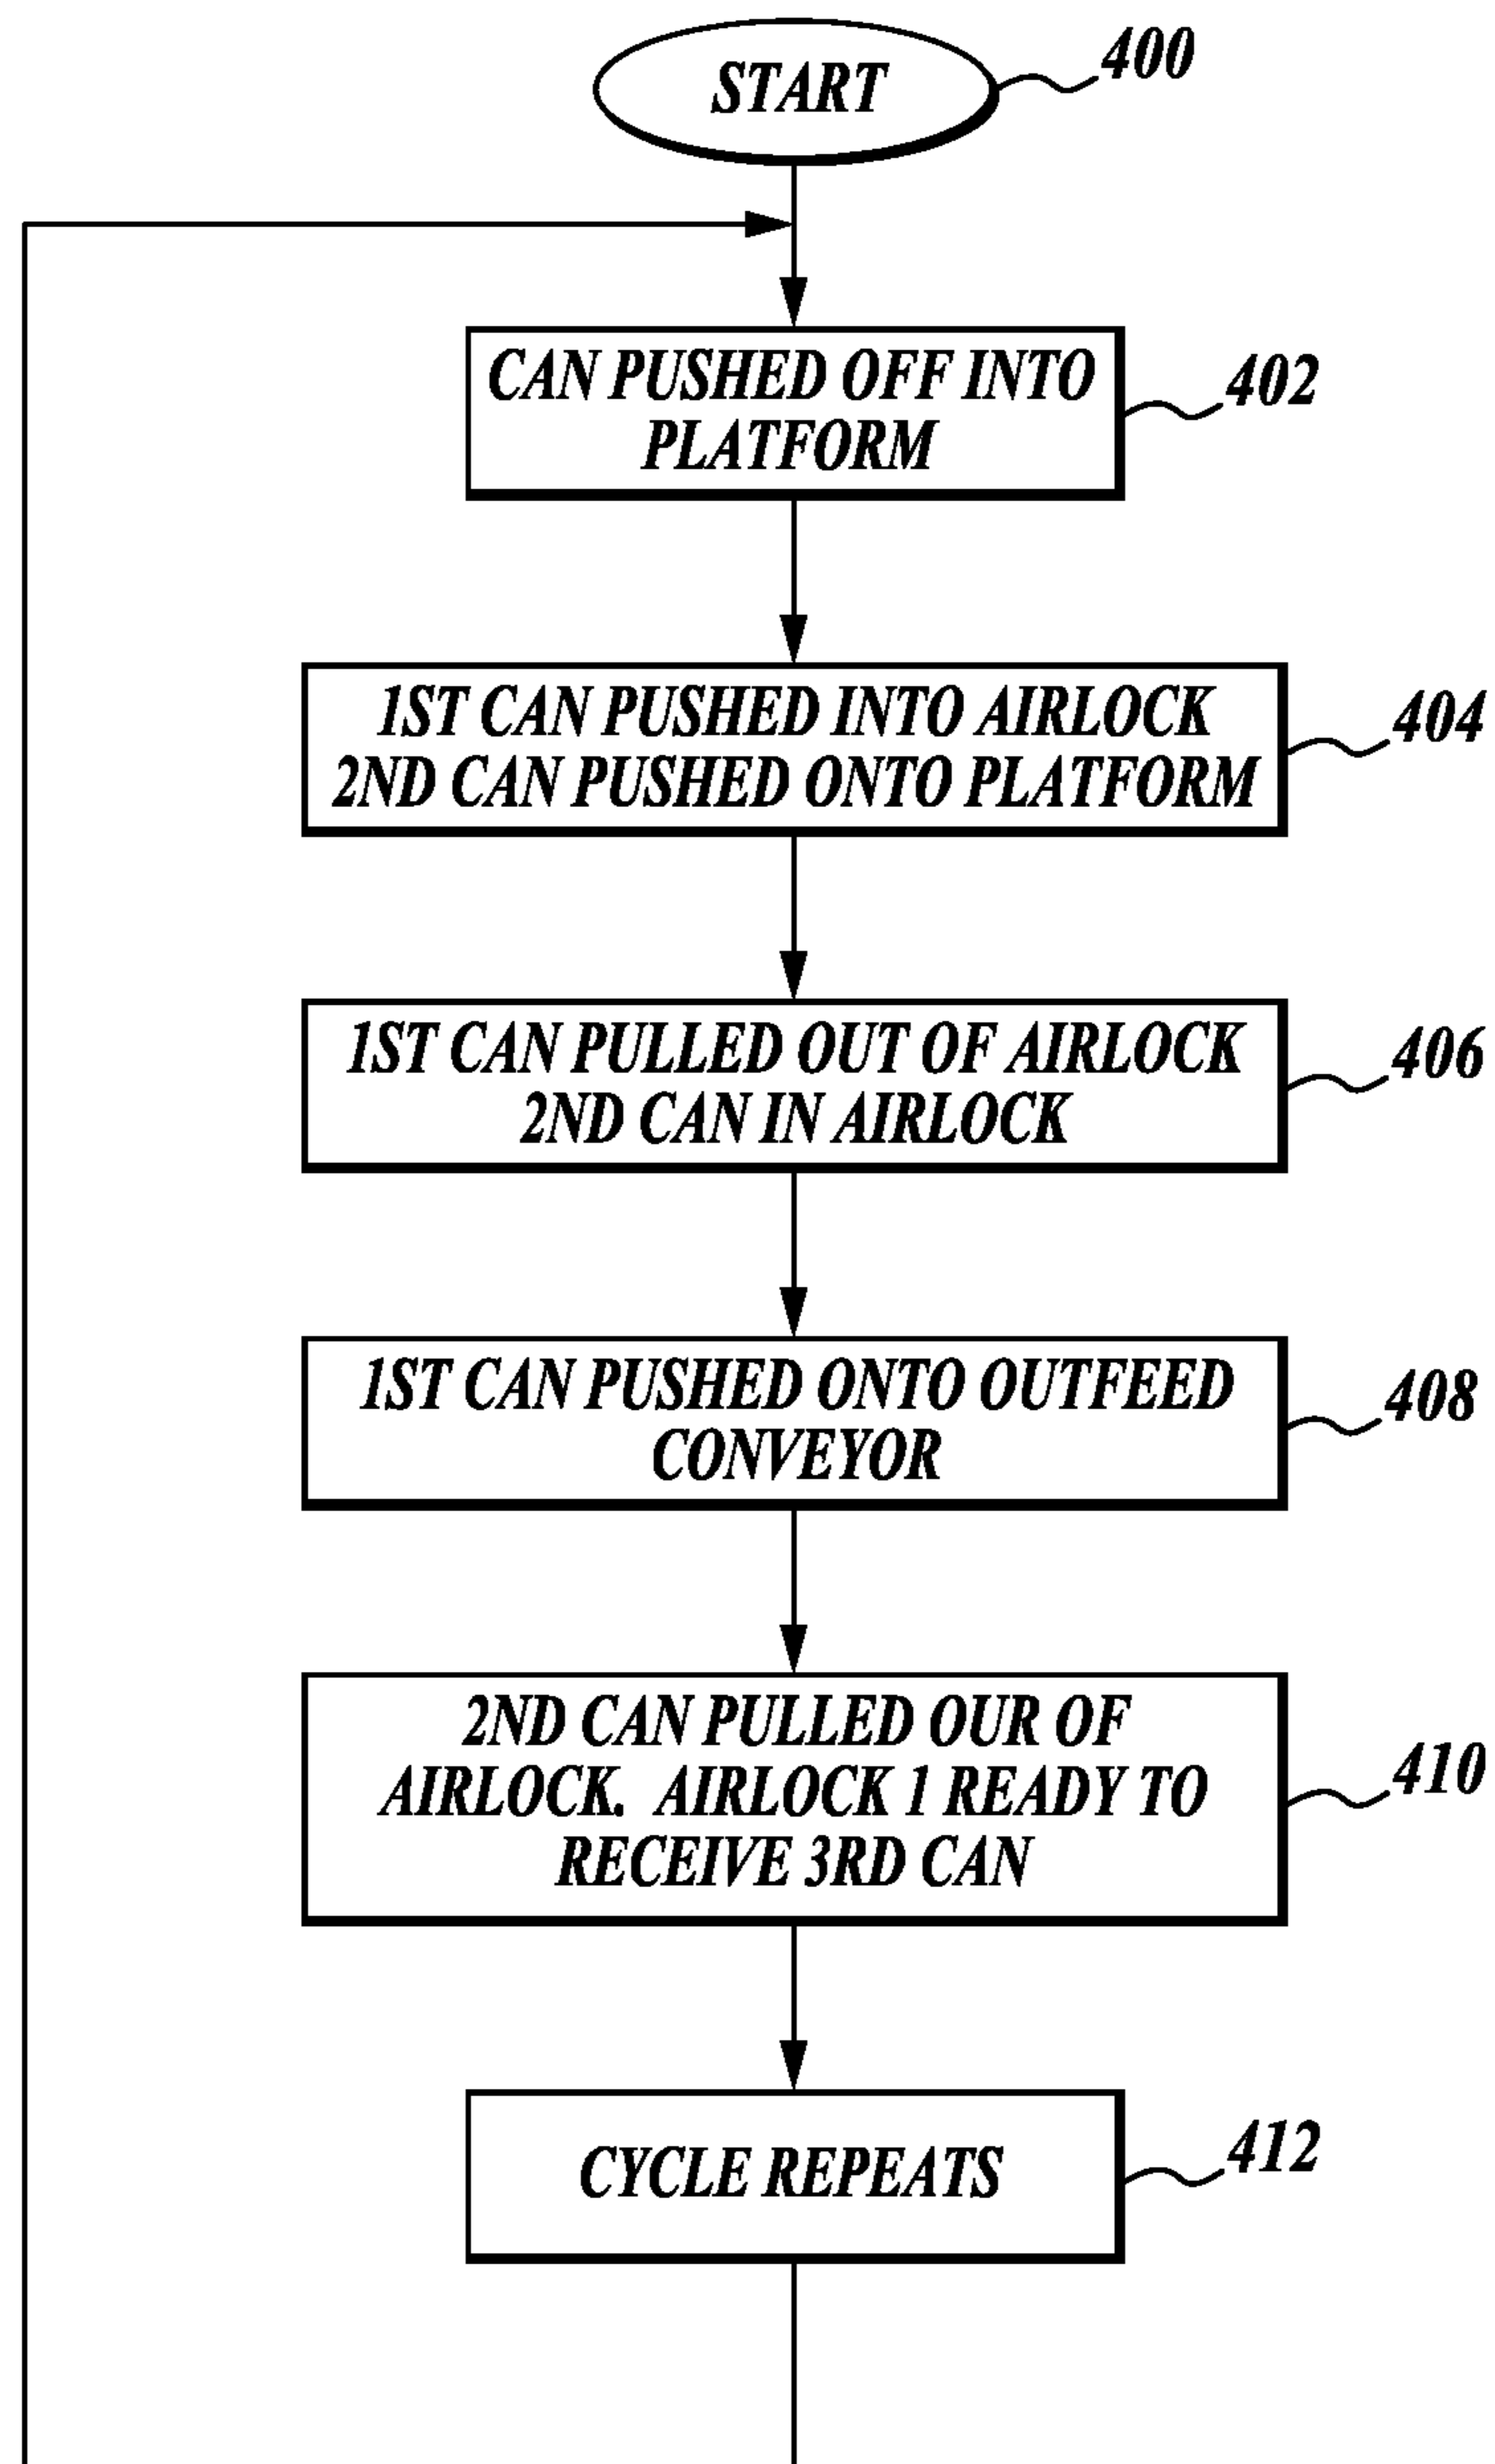 START
400
CAN PUSHED OFF INTO
PLATFORM
402
1ST CAN PUSHED INTO AIRLOCK
2ND CAN PUSHED ONTO PLATFORM
404
1ST CAN PULLED OUT OF AIRLOCK
2ND CAN IN AIRLOCK
406
1ST CAN PUSHED ONTO OUTFEED
CONVEYOR
408
2ND CAN PULLED OUR OF
AIRLOCK. AIRLOCK 1 READY TO
RECEIVE 3RD CAN
410
CYCLE REPEATS
412